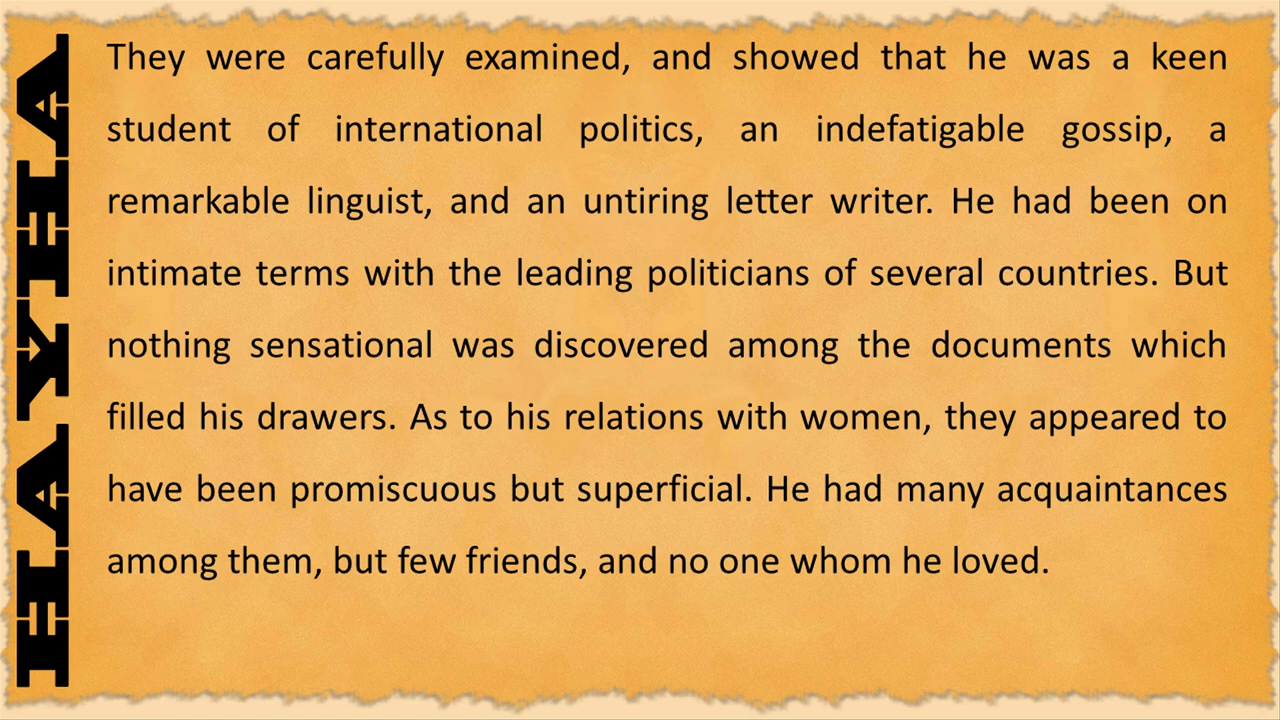 HAYHA
They were carefully examined, and showed that he was a keen
student of international politics, an indefatigable gossip, a
remarkable linguist, and an untiring letter writer. He had been on
intimate terms with the leading politicians of several countries. But
nothing sensational was discovered among the documents which
filled his drawers. As to his relations with women, they appeared to
have been promiscuous but superficial. He had many acquaintances
among them, but few friends, and no one whom he loved.